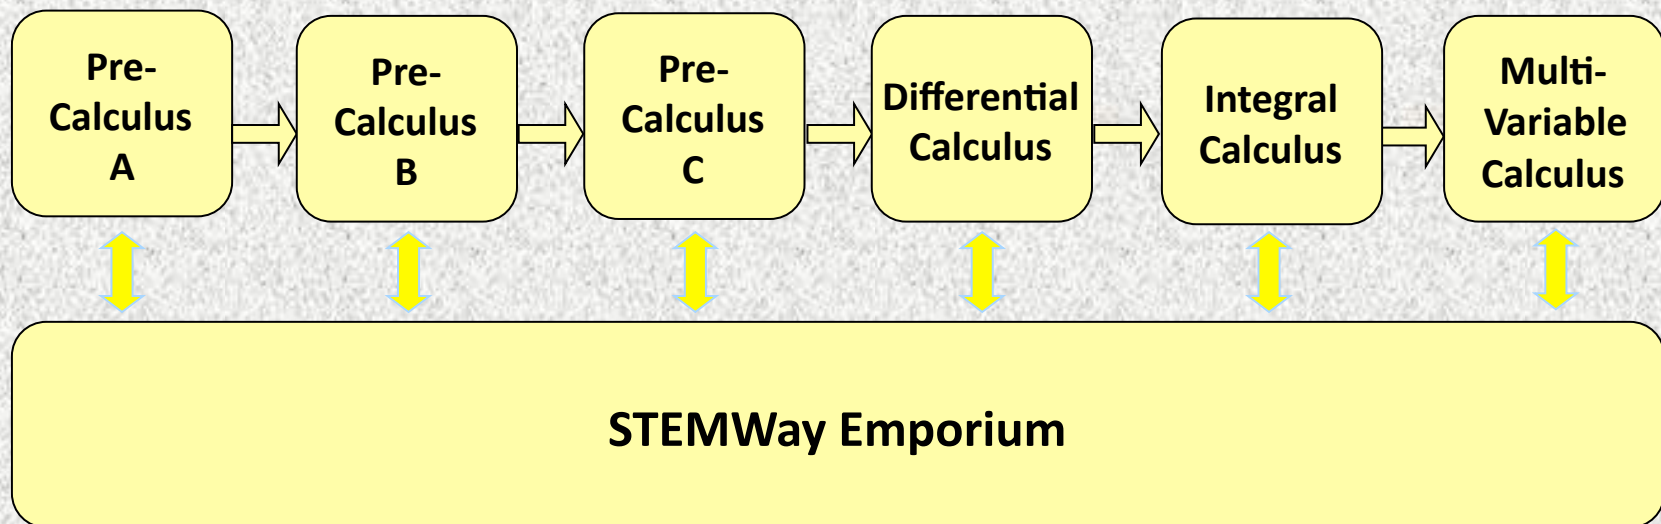 Pre-
Calculus
A
Pre-
Calculus
B
Pre-
Calculus
C
Differential
Calculus
Integral
Calculus
Multi-
Variable
Calculus
STEMWay Emporium